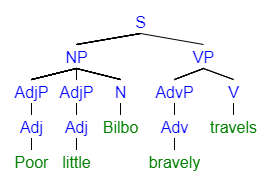 S
NP VP
AdjP AdjP N AdvP V
Adj Adj Bilbo Adv travels
Poor little bravely